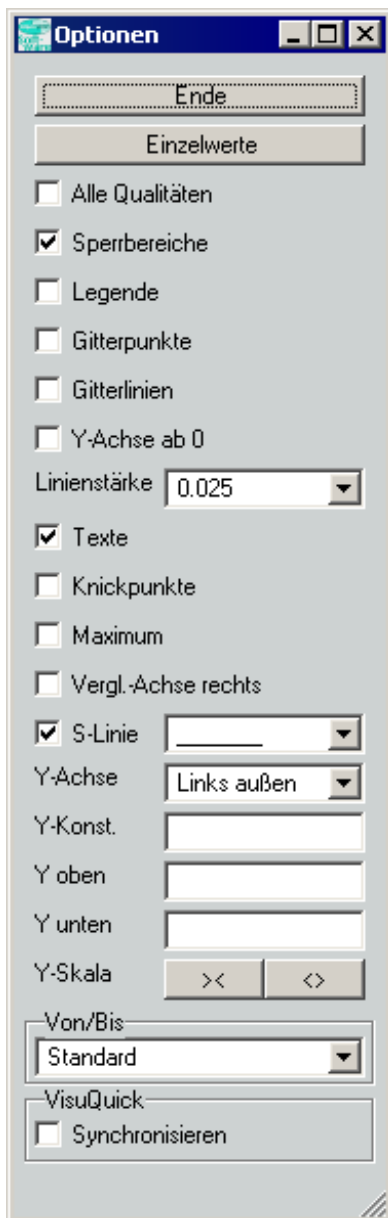 Optionen
Ende
Einzelwerte
Alle Qualitäten
Sperrbereiche
Legende
Gitterpunkte
Gitterlinien
Y-Achse ab 0
Linienstärke 0.025
Texte
Knickpunkte
Maximum
Vergl.-Achse rechts
S-Linie
Y-Achse Links außen
Y-Konst.
Y oben
Y unten
Y-Skala >< <>
Von/Bis
Standard
VisuQuick
Synchronisieren